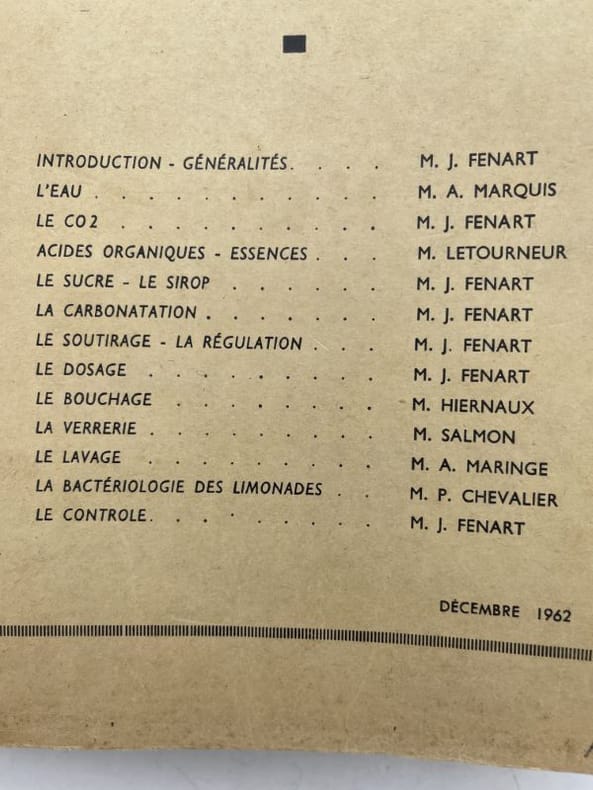 INTRODUCTION - GÉNÉRALITÉS. . . . M. J. FENART
L'EAU . . . . . . . . . . . M. A. MARQUIS
LE CO2 . . . . . . . . . . M. J. FENART
ACIDES ORGANIQUES - ESSENCES . . . M. LETOURNEUR
LE SUCRE - LE SIROP . . . . . . M. J. FENART
LA CARBONATATION . . . . . . . M. J. FENART
LE SOUTIRAGE - LA RÉGULATION . . . M. J. FENART
LE DOSAGE . . . . . . . . . M. J. FENART
LE BOUCHAGE . . . . . . . . M. HIERNAUX
LA VERRERIE . . . . . . . . . M. SALMON
LE LAVAGE . . . . . . . . . M. A. MARINGE
LA BACTÉRIOLOGIE DES LIMONADES . . M. P. CHEVALIER
LE CONTROLE. . . . . . . . . M. J. FENART
DÉCEMBRE 1962